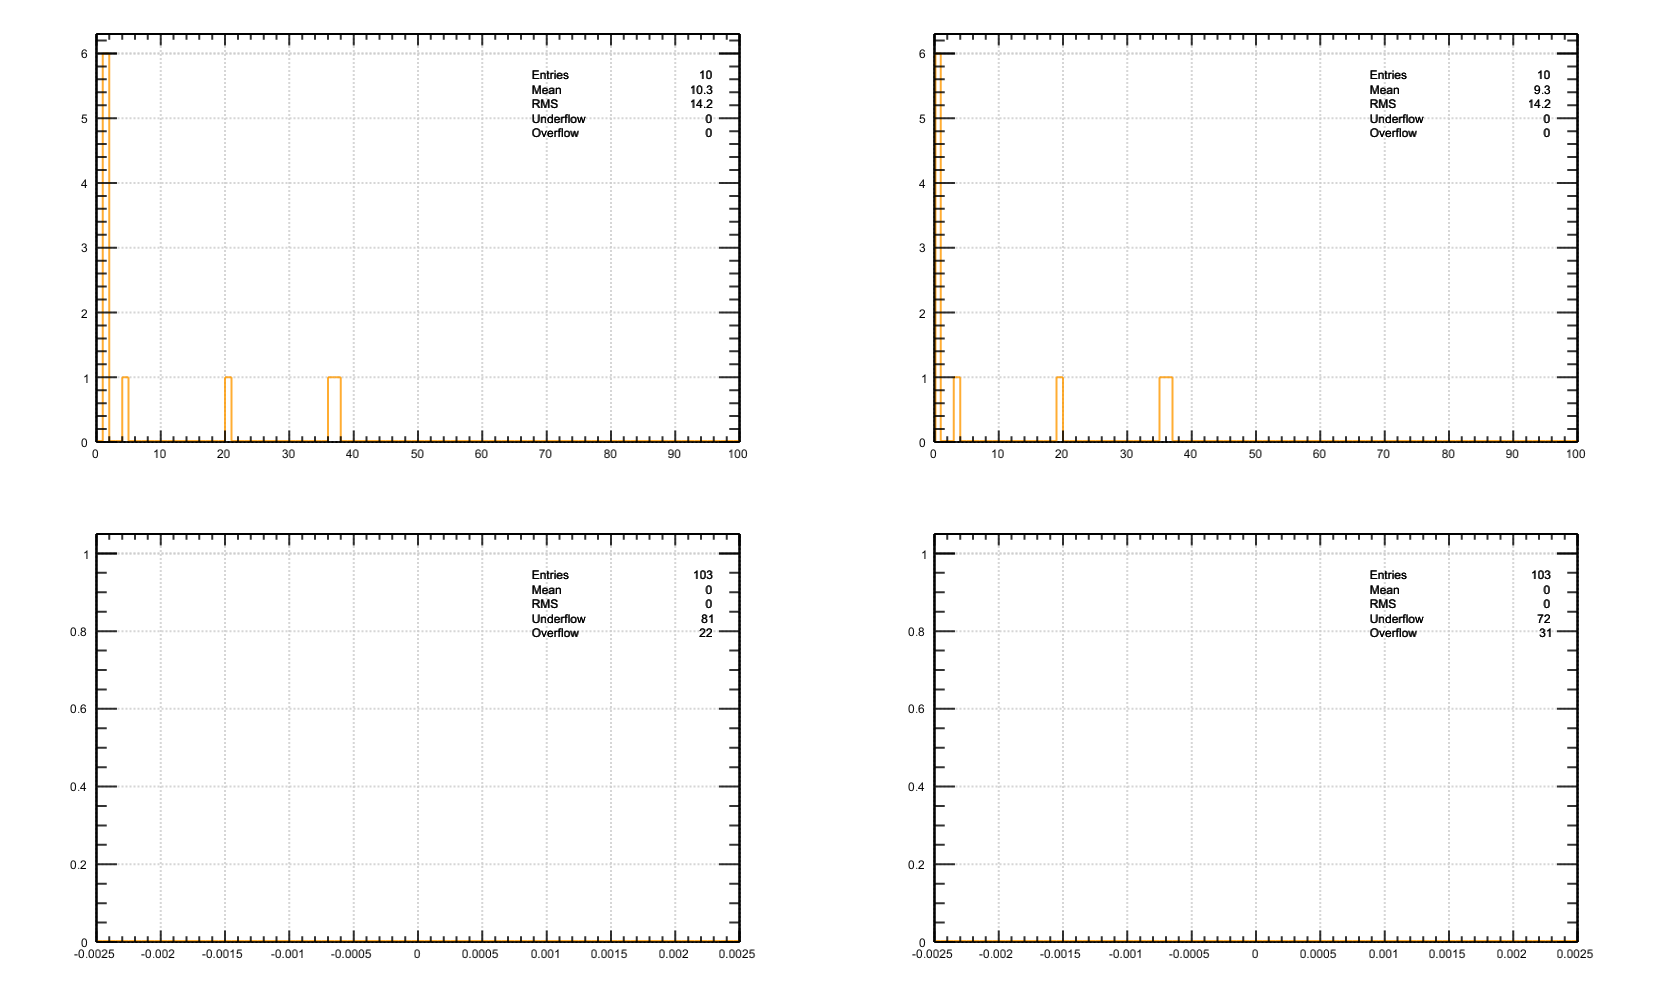 6
5
4
3
2
1
0
Entries 10
Mean 10.3
RMS 14.2
Underflow 0
Overflow 0
0 10 20 30 40 50 60 70 80 90 100
6
5
4
3
2
1
0
Entries 10
Mean 9.3
RMS 14.2
Underflow 0
Overflow 0
0 10 20 30 40 50 60 70 80 90 100
1
0.8
0.6
0.4
0.2
0
Entries 103
Mean 0
RMS 0
Underflow 81
Overflow 22
-0.0025 -0.002 -0.0015 -0.001 -0.0005 0 0.0005 0.001 0.0015 0.002 0.0025
1
0.8
0.6
0.4
0.2
0
Entries 103
Mean 0
RMS 0
Underflow 72
Overflow 31
-0.0025 -0.002 -0.0015 -0.001 -0.0005 0 0.0005 0.001 0.0015 0.002 0.0025